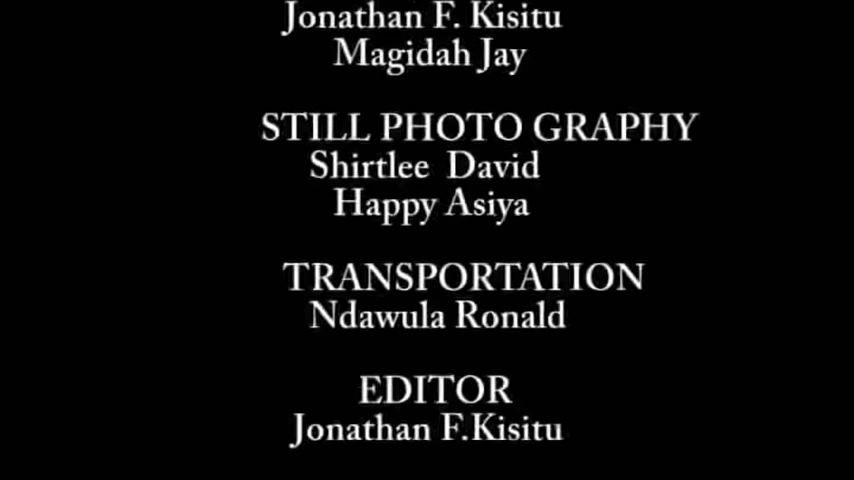 Jonathan F. Kisitu
Magidah Jay
STILL PHOTO GRAPHY
Shirtlee David
Happy Asiya
TRANSPORTATION
Ndawula Ronald
EDITOR
Jonathan F.Kisitu